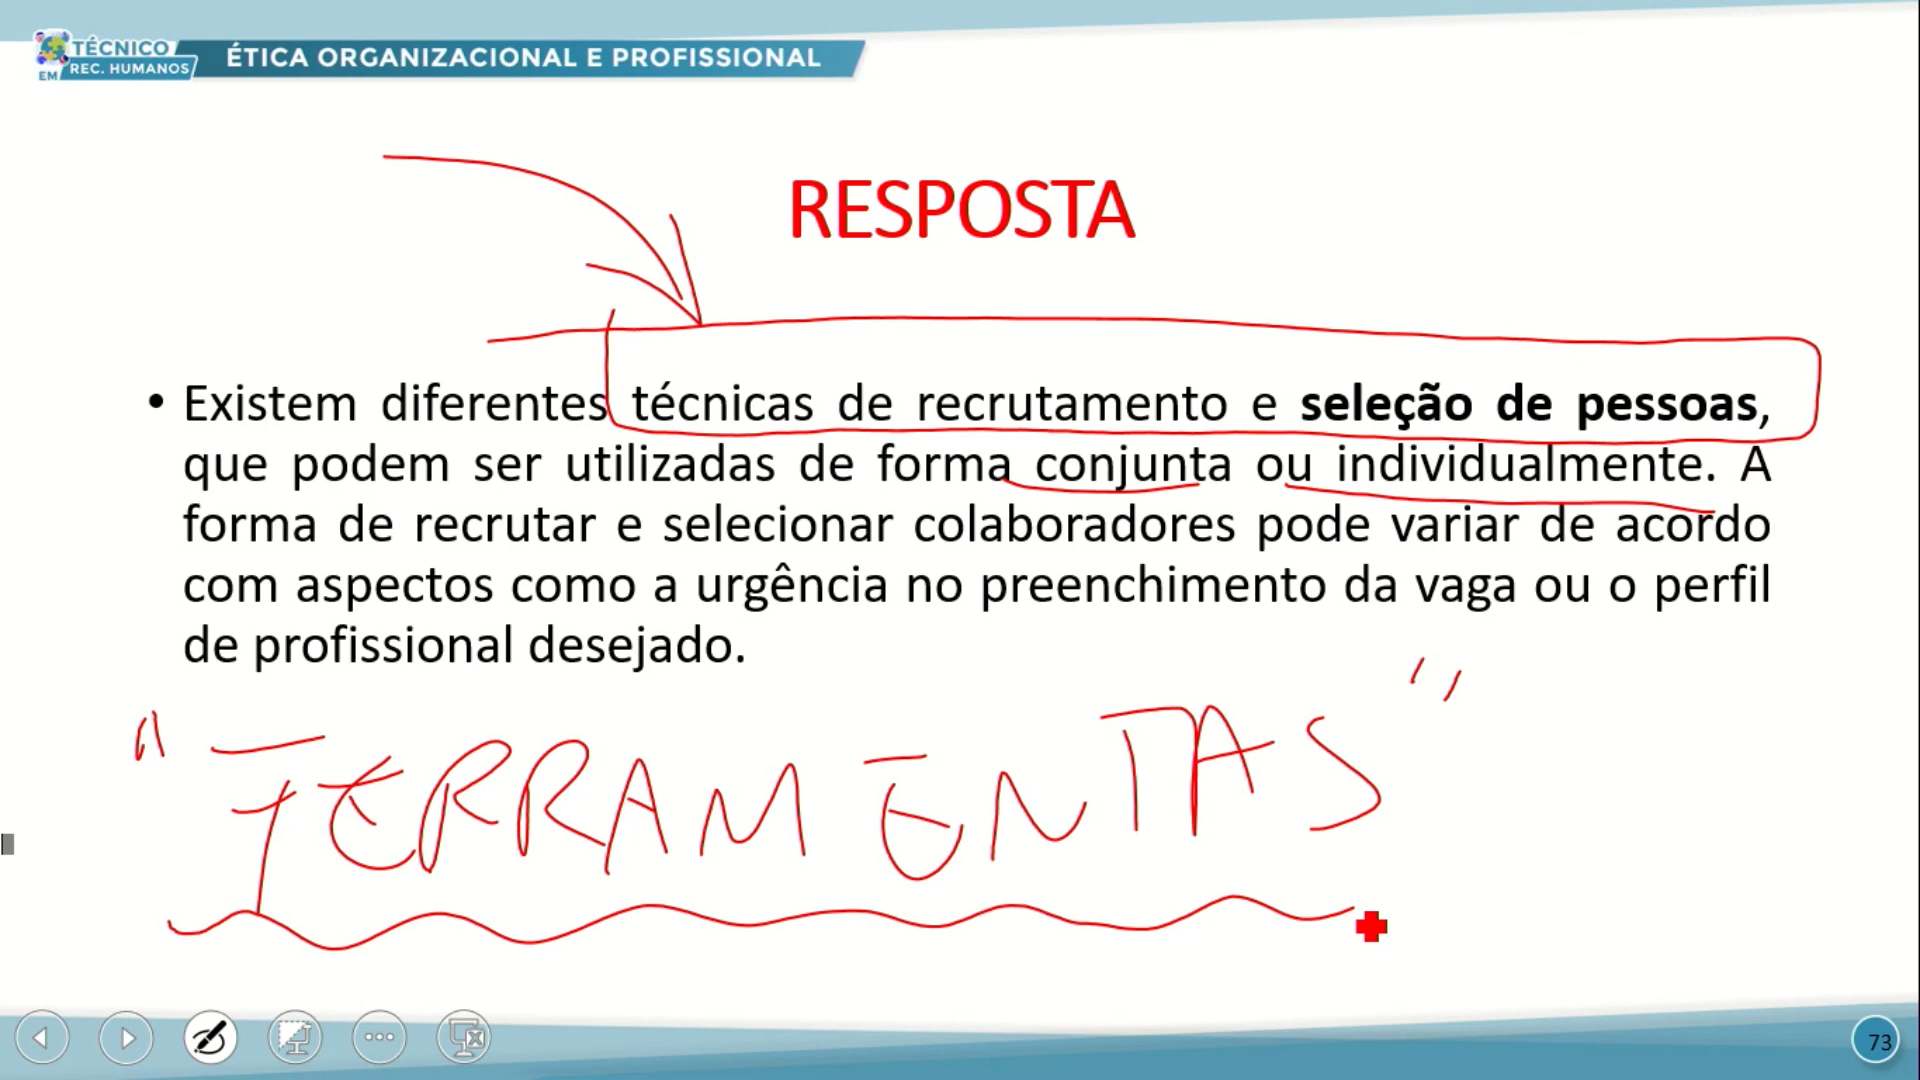 TÉCNICO
EM REC. HUMANOS
ÉTICA ORGANIZACIONAL E PROFISSIONAL
RESPOSTA
• Existem diferentes técnicas de recrutamento e seleção de pessoas,
que podem ser utilizadas de forma conjunta ou individualmente. A
forma de recrutar e selecionar colaboradores pode variar de acordo
com aspectos como a urgência no preenchimento da vaga ou o perfil
de profissional desejado.
"FERRAMENTAS"
73